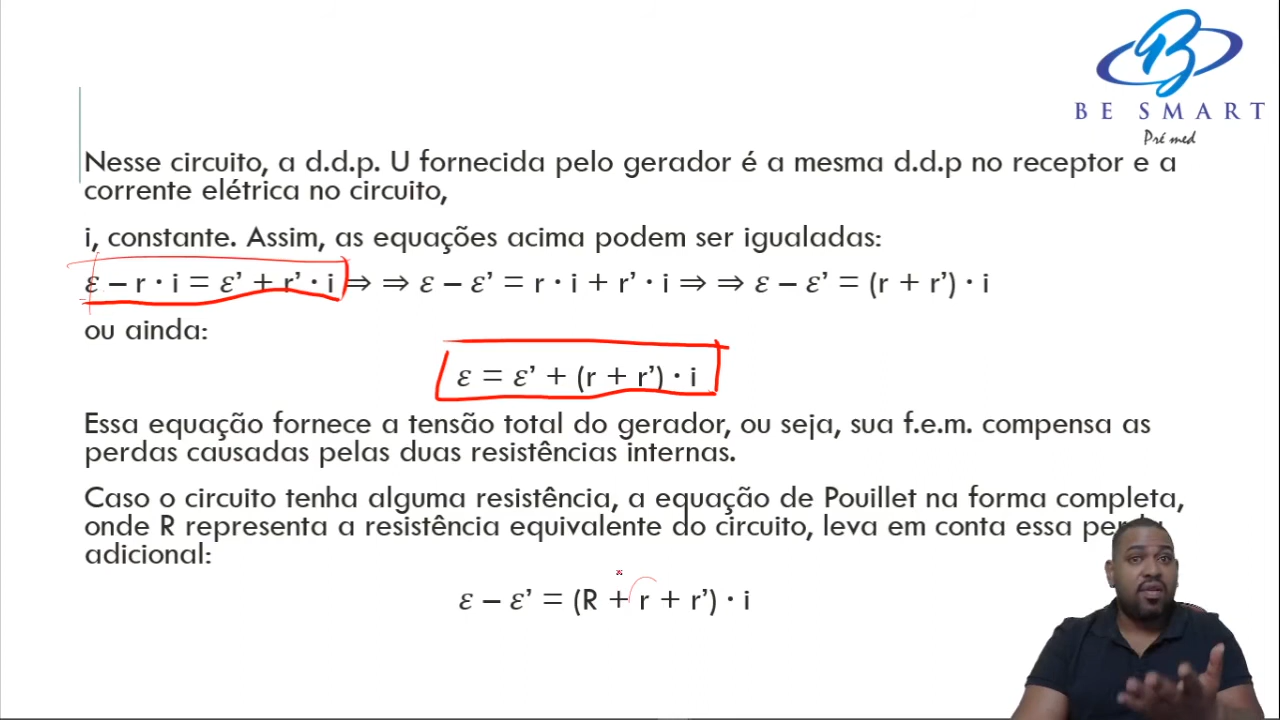 BE SMART
Pré med
Nesse circuito, a d.d.p. U fornecida pelo gerador é a mesma d.d.p no receptor e a
corrente elétrica no circuito,
i, constante. Assim, as equações acima podem ser igualadas:
ε – r · i = ε’ + r’ · i ⇒ ⇒ ε – ε’ = r · i + r’ · i ⇒ ⇒ ε – ε’ = (r + r’) · i
ou ainda:
ε = ε’ + (r + r’) · i
Essa equação fornece a tensão total do gerador, ou seja, sua f.e.m. compensa as
perdas causadas pelas duas resistências internas.
Caso o circuito tenha alguma resistência, a equação de Pouillet na forma completa,
onde R representa a resistência equivalente do circuito, leva em conta essa perda
adicional:
ε – ε’ = (R + r + r’) · i